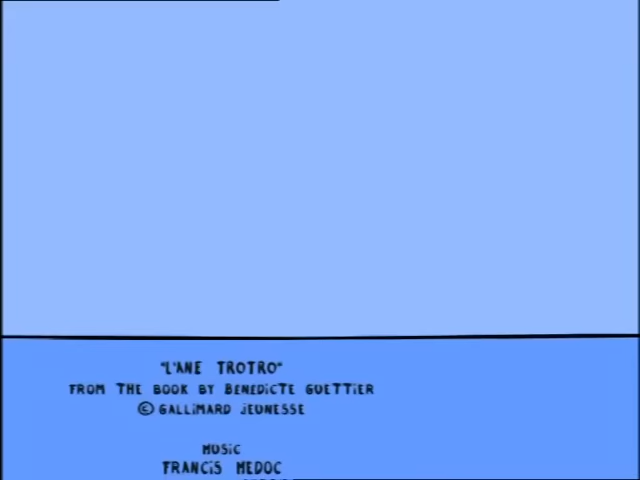 "L'ANE TROTRO"
FROM THE BOOK BY BENEDICTE GUETTIER
© GALLIMARD JEUNESSE
MUSIC
FRANCIS MEDOC